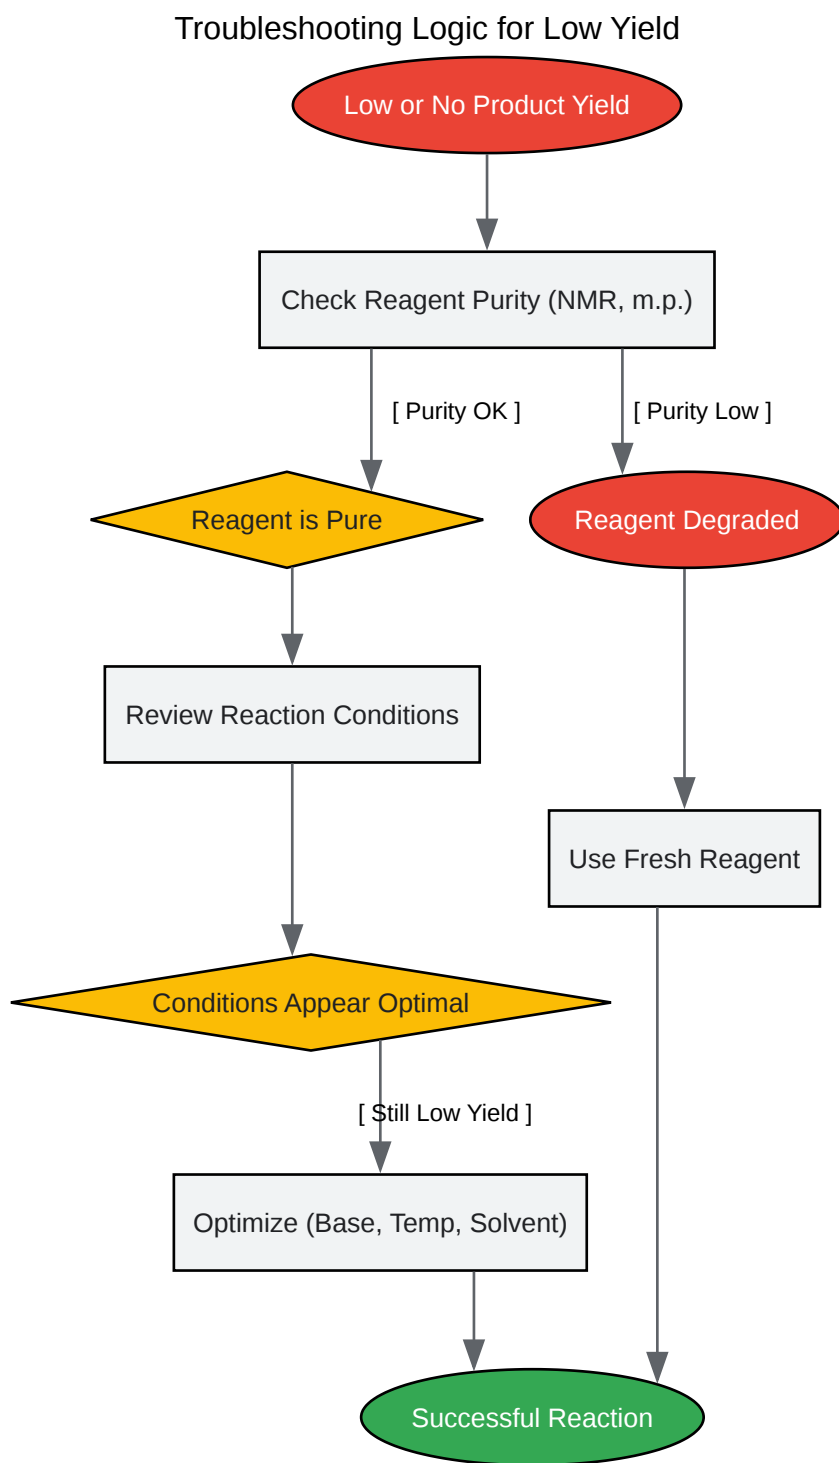 Troubleshooting Logic for Low Yield
Low or No Product Yield
Check Reagent Purity (NMR, m.p.)
[ Purity OK ]
[ Purity Low ]
Reagent is Pure
Reagent Degraded
Review Reaction Conditions
Use Fresh Reagent
Conditions Appear Optimal
[ Still Low Yield ]
Optimize (Base, Temp, Solvent)
Successful Reaction